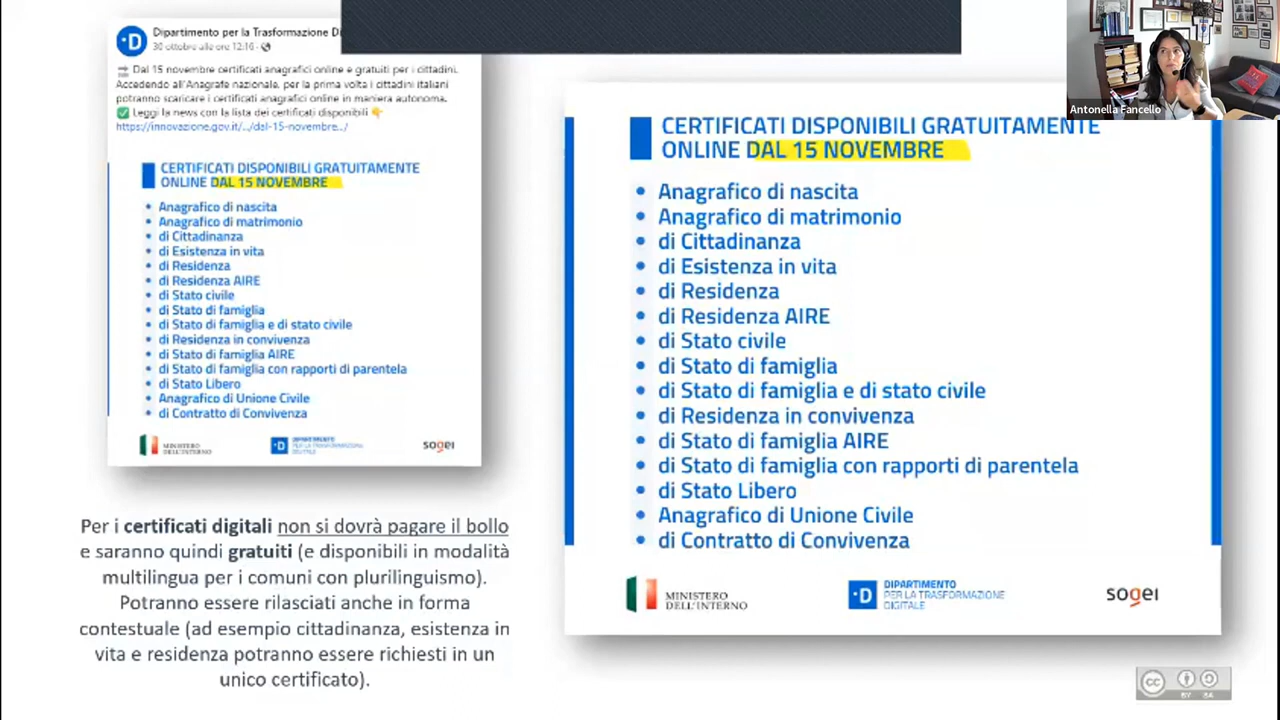 Dipartimento per la Trasformazione Di
30 ottobre alle ore 12:16
Dal 15 novembre certificati anagrafici online e gratuiti per i cittadini.
Accedendo all'Anagrafe nazionale, per la prima volta i cittadini italiani
potranno scaricare i certificati anagrafici online in maniera autonoma.
✅ Leggi la news con la lista dei certificati disponibili 👇
https://innovazione.gov.it/.../dal-15-novembre.../
CERTIFICATI DISPONIBILI GRATUITAMENTE
ONLINE DAL 15 NOVEMBRE
• Anagrafico di nascita
• Anagrafico di matrimonio
• di Cittadinanza
• di Esistenza in vita
• di Residenza
• di Residenza AIRE
• di Stato civile
• di Stato di famiglia
• di Stato di famiglia e di stato civile
• di Residenza in convivenza
• di Stato di famiglia AIRE
• di Stato di famiglia con rapporti di parentela
• di Stato Libero
• Anagrafico di Unione Civile
• di Contratto di Convivenza
MINISTERO
DELL'INTERNO
DIPARTIMENTO
PER LA TRASFORMAZIONE
DIGITALE
sogei
Per i certificati digitali non si dovrà pagare il bollo
e saranno quindi gratuiti (e disponibili in modalità
multilingua per i comuni con plurilinguismo).
Potranno essere rilasciati anche in forma
contestuale (ad esempio cittadinanza, esistenza in
vita e residenza potranno essere richiesti in un
unico certificato).
CERTIFICATI DISPONIBILI GRATUITAMENTE
ONLINE DAL 15 NOVEMBRE
• Anagrafico di nascita
• Anagrafico di matrimonio
• di Cittadinanza
• di Esistenza in vita
• di Residenza
• di Residenza AIRE
• di Stato civile
• di Stato di famiglia
• di Stato di famiglia e di stato civile
• di Residenza in convivenza
• di Stato di famiglia AIRE
• di Stato di famiglia con rapporti di parentela
• di Stato Libero
• Anagrafico di Unione Civile
• di Contratto di Convivenza
MINISTERO
DELL'INTERNO
DIPARTIMENTO
PER LA TRASFORMAZIONE
DIGITALE
sogei
Antonella Fancello
cc
BY SA